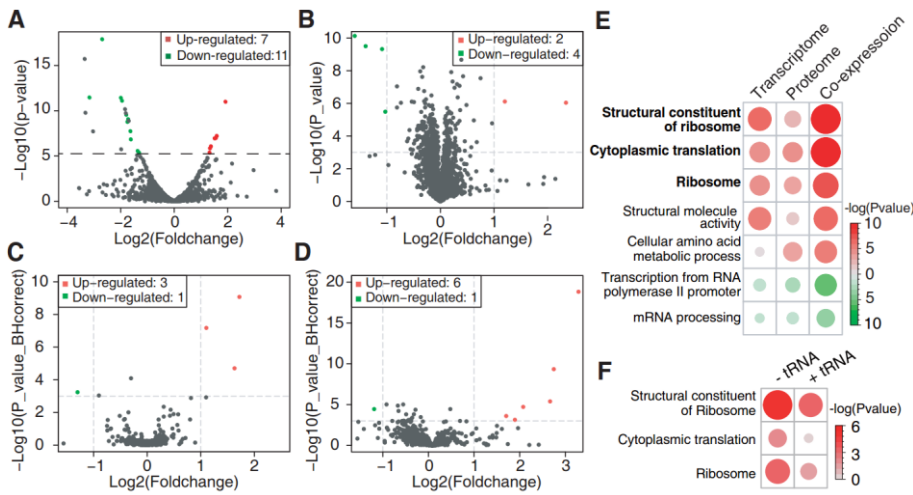 A
Up-regulated: 7
Down-regulated:11
−Log10(p-value)
20
15
10
5
0
−4
−2
0
2
4
Log2(Foldchange)
B
Up-regulated: 2
Down-regulated: 4
−Log10(P_value)
10
8
6
4
2
0
−1
0
1
2
Log2(Foldchange)
C
Up-regulated: 3
Down-regulated: 1
−Log10(P_value_BHcorrect)
10
8
6
4
2
0
−1
0
1
2
Log2(Foldchange)
D
Up-regulated: 6
Down-regulated: 1
−Log10(P_value_BHcorrect)
20
15
10
5
0
−1
0
1
2
3
Log2(Foldchange)
E
Transcriptome
Proteome
Co-expressoion
Structural constituent
of ribosome
Cytoplasmic translation
Ribosome
Structural molecule
activity
Cellular amino acid
metabolic process
Transcription from RNA
polymerase II promoter
mRNA processing
-log(Pvalue)
10
5
0
5
10
F
- tRNA
+ tRNA
Structural constituent
of Ribosome
Cytoplasmic translation
Ribosome
-log(Pvalue)
6
3
0